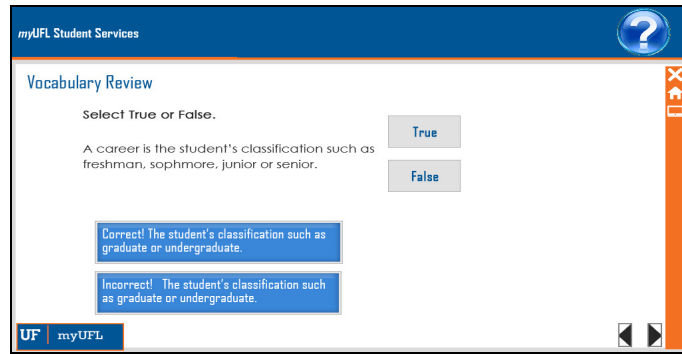 myUFL Student Services
?
Vocabulary Review
Select True or False.
A career is the student's classification such as
freshman, sophmore, junior or senior.
True
False
Correct! The student's classification such as
graduate or undergraduate.
Incorrect! The student's classification such
as graduate or undergraduate.
UF myUFL